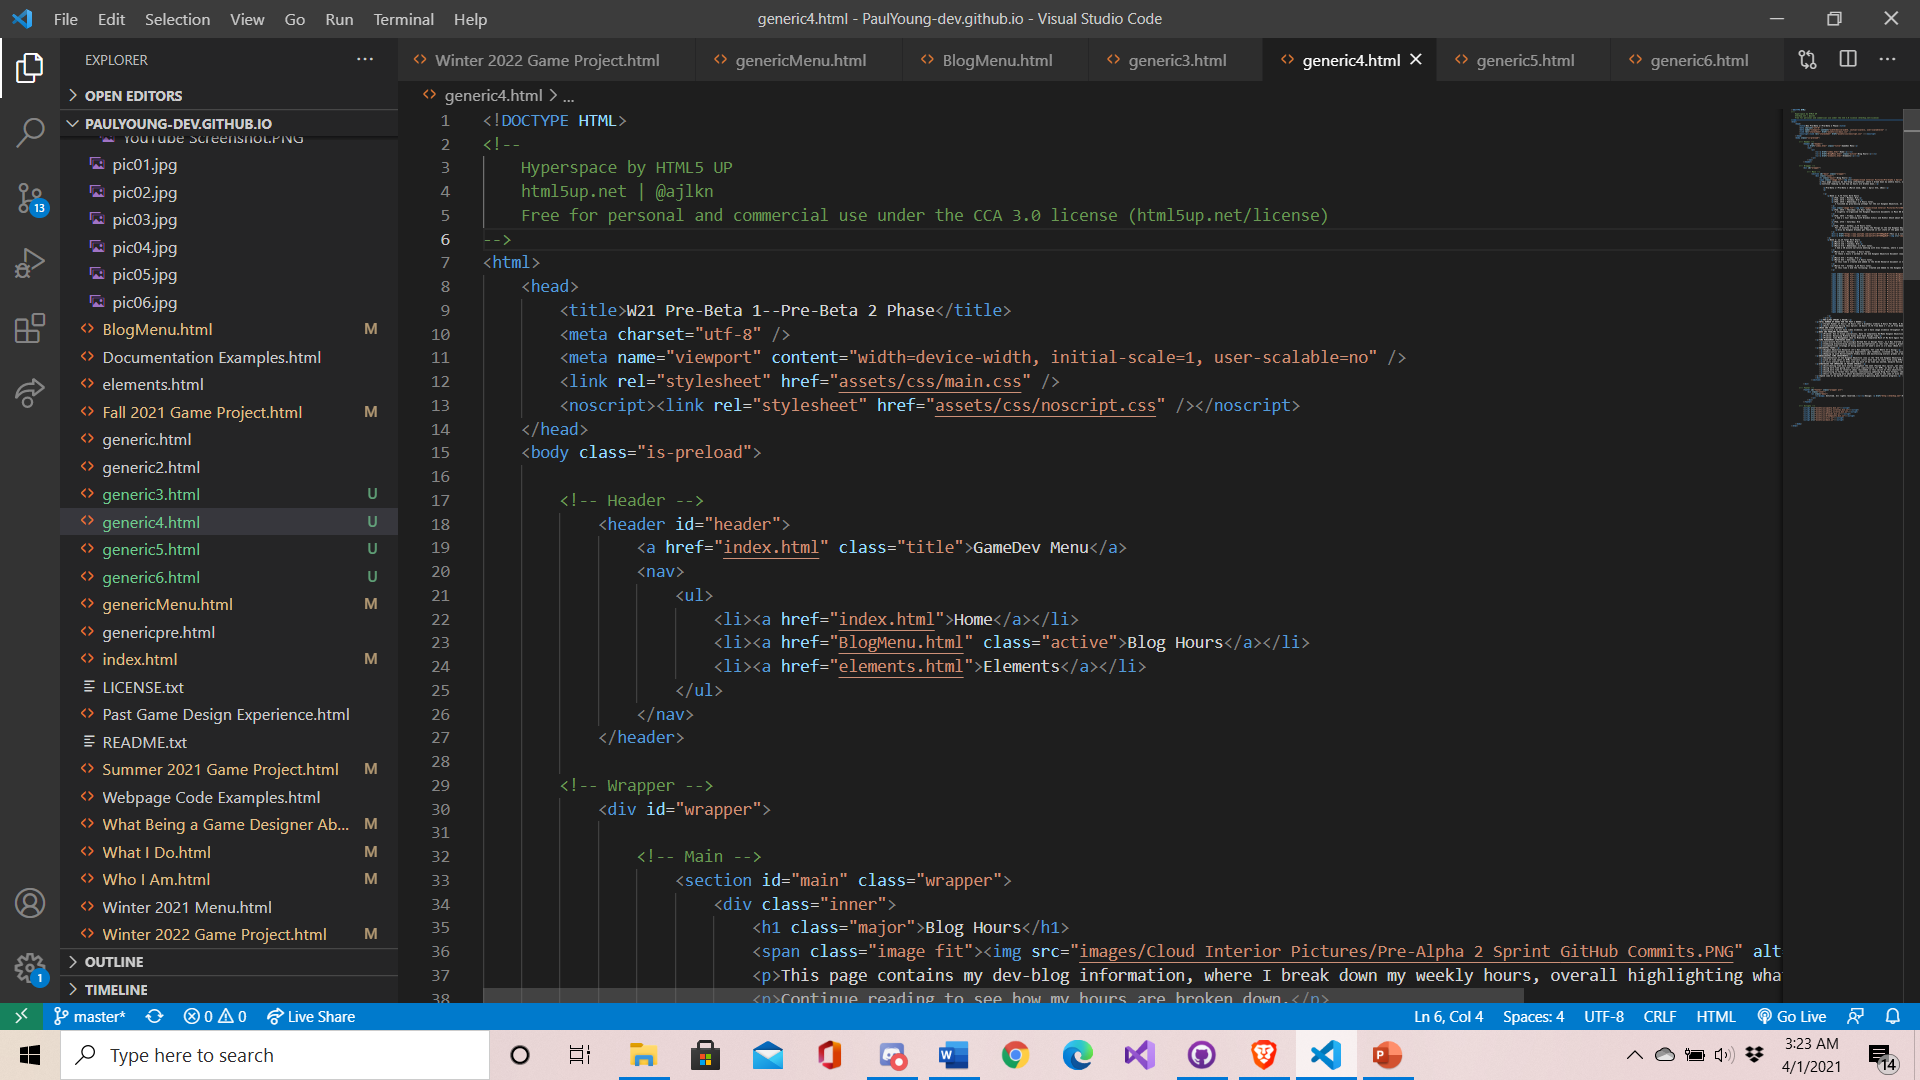 File Edit Selection View Go Run Terminal Help
generic4.html - PaulYoung-dev.github.io - Visual Studio Code
EXPLORER
OPEN EDITORS
PAULYOUNG-DEV.GITHUB.IO
YouTube Screenshot.PNG
pic01.jpg
pic02.jpg
pic03.jpg
pic04.jpg
pic05.jpg
pic06.jpg
BlogMenu.html M
Documentation Examples.html
elements.html
Fall 2021 Game Project.html M
generic.html
generic2.html
generic3.html U
generic4.html U
generic5.html U
generic6.html U
genericMenu.html M
genericpre.html
index.html M
LICENSE.txt
Past Game Design Experience.html
README.txt
Summer 2021 Game Project.html M
Webpage Code Examples.html
What Being a Game Designer Ab... M
What I Do.html M
Who I Am.html M
Winter 2021 Menu.html
Winter 2022 Game Project.html M
OUTLINE
TIMELINE
13
1
Winter 2022 Game Project.html genericMenu.html BlogMenu.html generic3.html generic4.html generic5.html generic6.html
generic4.html > ...
1 <!DOCTYPE HTML>
2 <!--
3 Hyperspace by HTML5 UP
4 html5up.net | @ajlkn
5 Free for personal and commercial use under the CCA 3.0 license (html5up.net/license)
6 -->
7 <html>
8 <head>
9 <title>W21 Pre-Beta 1--Pre-Beta 2 Phase</title>
10 <meta charset="utf-8" />
11 <meta name="viewport" content="width=device-width, initial-scale=1, user-scalable=no" />
12 <link rel="stylesheet" href="assets/css/main.css" />
13 <noscript><link rel="stylesheet" href="assets/css/noscript.css" /></noscript>
14 </head>
15 <body class="is-preload">
16
17 <!-- Header -->
18 <header id="header">
19 <a href="index.html" class="title">GameDev Menu</a>
20 <nav>
21 <ul>
22 <li><a href="index.html">Home</a></li>
23 <li><a href="BlogMenu.html" class="active">Blog Hours</a></li>
24 <li><a href="elements.html">Elements</a></li>
25 </ul>
26 </nav>
27 </header>
28
29 <!-- Wrapper -->
30 <div id="wrapper">
31
32 <!-- Main -->
33 <section id="main" class="wrapper">
34 <div class="inner">
35 <h1 class="major">Blog Hours</h1>
36 <span class="image fit"><img src="images/Cloud Interior Pictures/Pre-Alpha 2 Sprint GitHub Commits.PNG" alt
37 <p>This page contains my dev-blog information, where I break down my weekly hours, overall highlighting wha
38 <p>Continue reading to see how my hours are broken down.</p>
master* 0 0 Live Share
Ln 6, Col 4 Spaces: 4 UTF-8 CRLF HTML Go Live
Type here to search
3:23 AM
4/1/2021
14